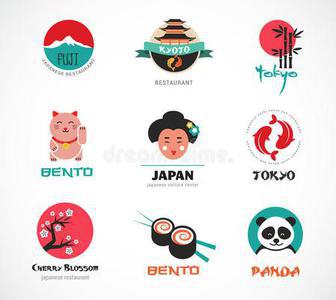 FUJI
JAPANESE RESTAURANT
KYOTO
RESTAURANT
Tokyo
BENTO
JAPAN
japanese culture center
TOKYO
CHERRY BLOSSOM
japanese restaurant
BENTO
PANDA
dreamstime